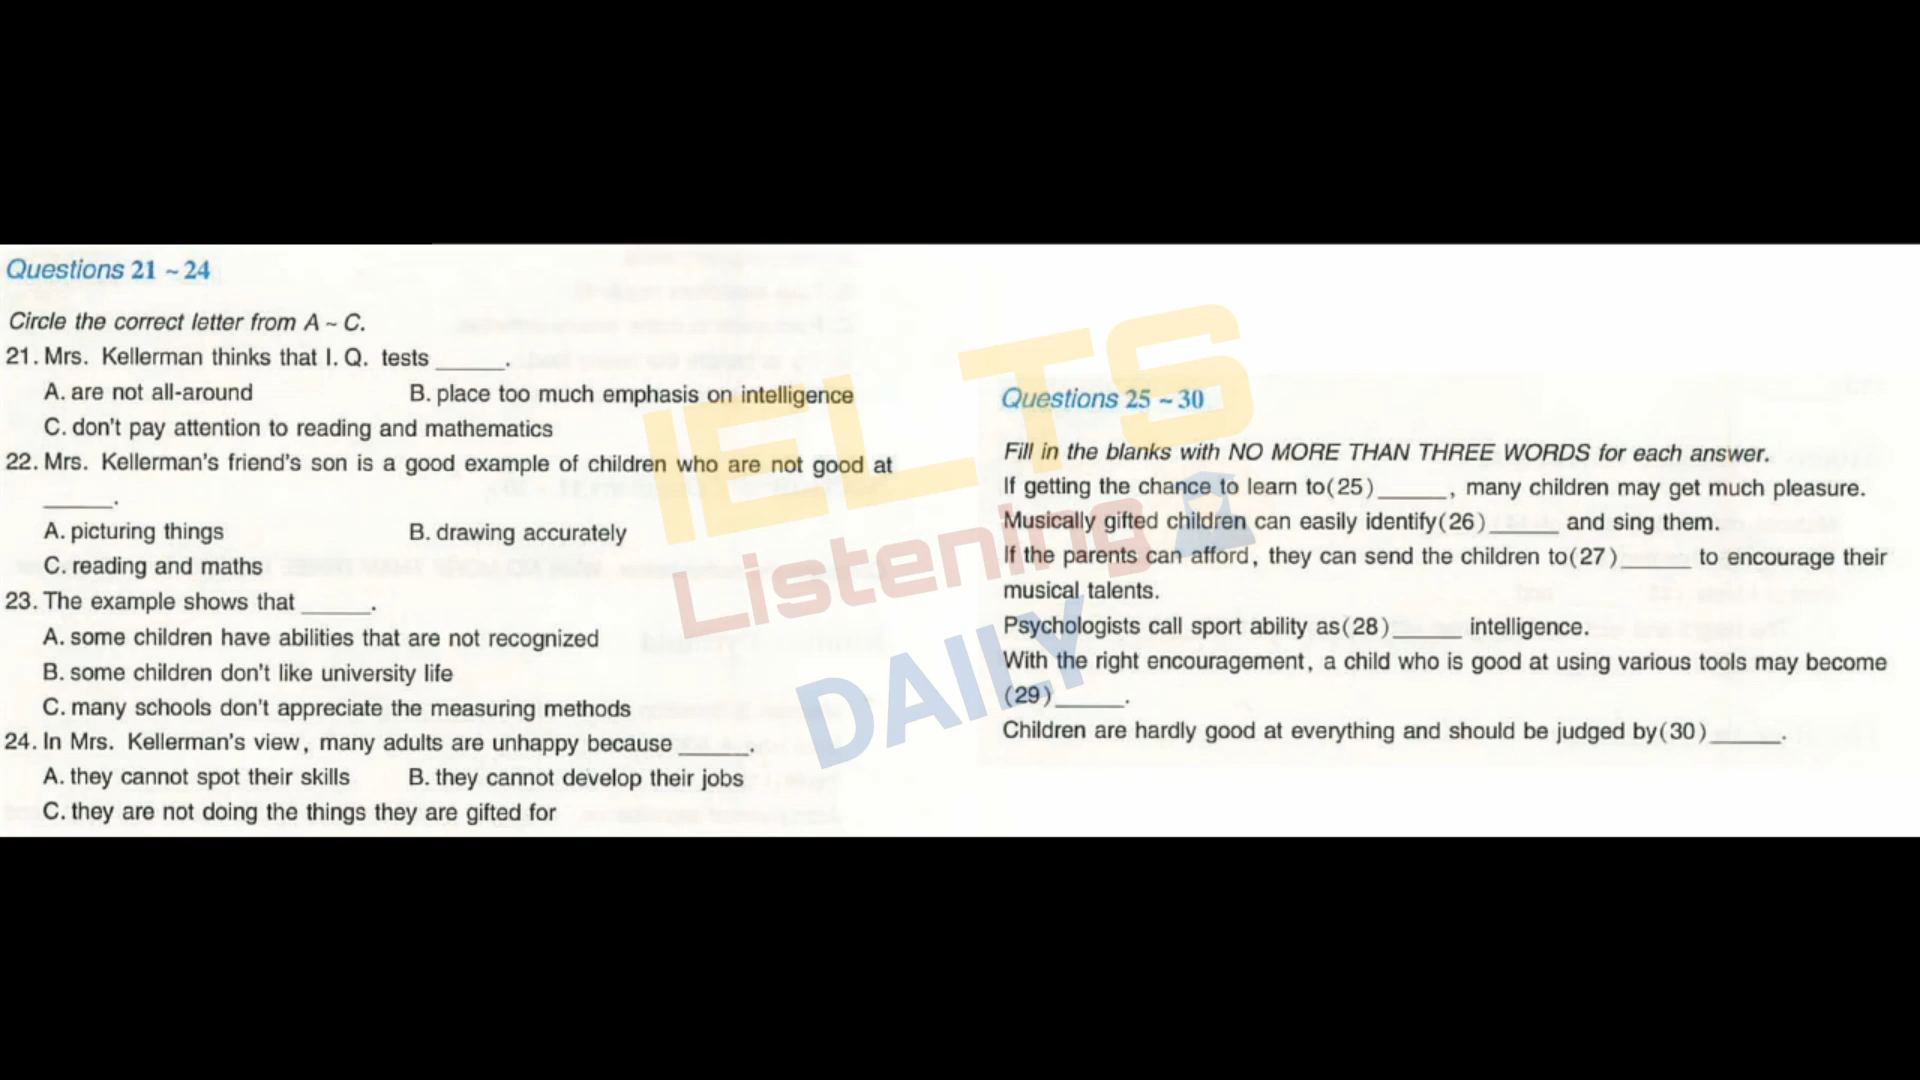 Questions 21 ~ 24
Circle the correct letter from A ~ C.
21. Mrs. Kellerman thinks that I. Q. tests ______.
A. are not all-around B. place too much emphasis on intelligence
C. don't pay attention to reading and mathematics
22. Mrs. Kellerman's friend's son is a good example of children who are not good at
______.
A. picturing things B. drawing accurately
C. reading and maths
23. The example shows that ______.
A. some children have abilities that are not recognized
B. some children don't like university life
C. many schools don't appreciate the measuring methods
24. In Mrs. Kellerman's view, many adults are unhappy because ______.
A. they cannot spot their skills B. they cannot develop their jobs
C. they are not doing the things they are gifted for
Questions 25 ~ 30
Fill in the blanks with NO MORE THAN THREE WORDS for each answer.
If getting the chance to learn to(25)______, many children may get much pleasure.
Musically gifted children can easily identify(26)______ and sing them.
If the parents can afford, they can send the children to(27)______ to encourage their
musical talents.
Psychologists call sport ability as(28)______ intelligence.
With the right encouragement, a child who is good at using various tools may become
(29)______.
Children are hardly good at everything and should be judged by(30)______.
IELTS
Listening
DAILY